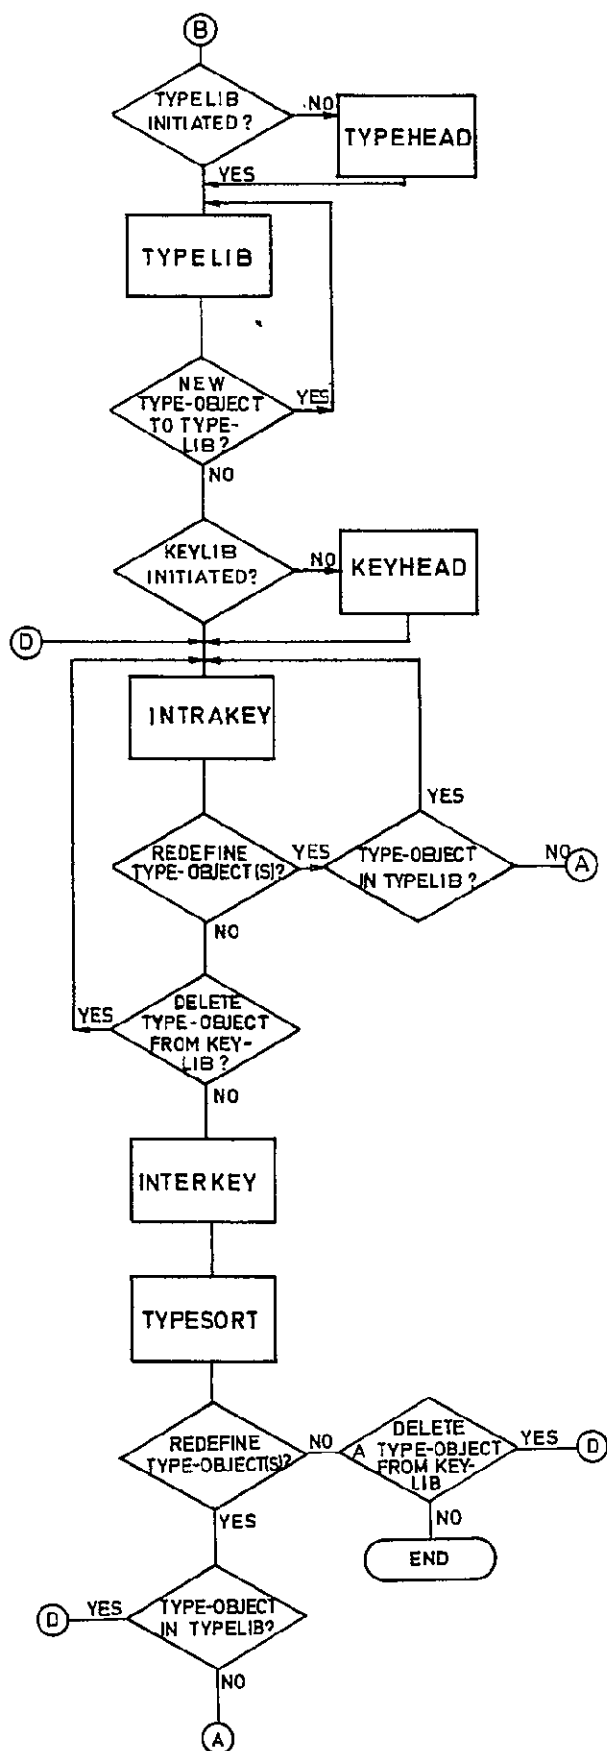 B
TYPELIB
INITIATED?
NO
TYPEHEAD
YES
TYPELIB
NEW
TYPE-OBJECT
TO TYPE-
LIB?
YES
NO
KEYLIB
INITIATED?
NO
KEYHEAD
D
INTRAKEY
YES
REDEFINE
TYPE-OBJECT(S)?
YES
TYPE-OBJECT
IN TYPELIB?
NO
A
NO
YES
DELETE
TYPE-OBJECT
FROM KEY-
LIB?
NO
INTERKEY
TYPESORT
REDEFINE
TYPE-OBJECT(S)?
NO
A
DELETE
TYPE-OBJECT
FROM KEY-
LIB
YES
D
NO
END
YES
D
YES
TYPE-OBJECT
IN TYPELIB?
NO
A